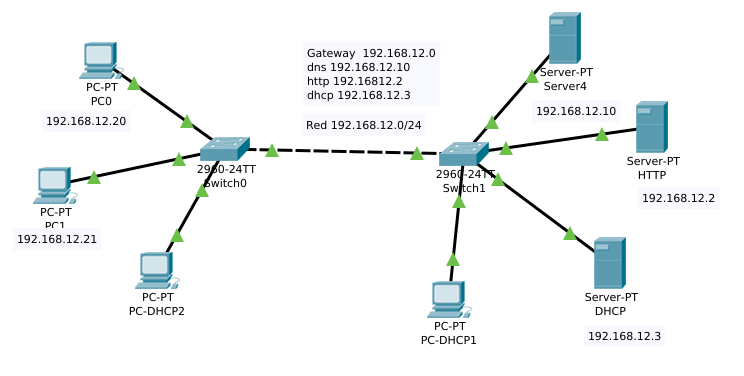 PC-PT
PC0
192.168.12.20
PC-PT
PC1
192.168.12.21
PC-PT
PC-DHCP2
2960-24TT
Switch0
Gateway  192.168.12.0
dns 192.168.12.10
http 192.16812.2
dhcp 192.168.12.3
Red 192.168.12.0/24
2960-24TT
Switch1
PC-PT
PC-DHCP1
Server-PT
Server4
192.168.12.10
Server-PT
HTTP
192.168.12.2
Server-PT
DHCP
192.168.12.3